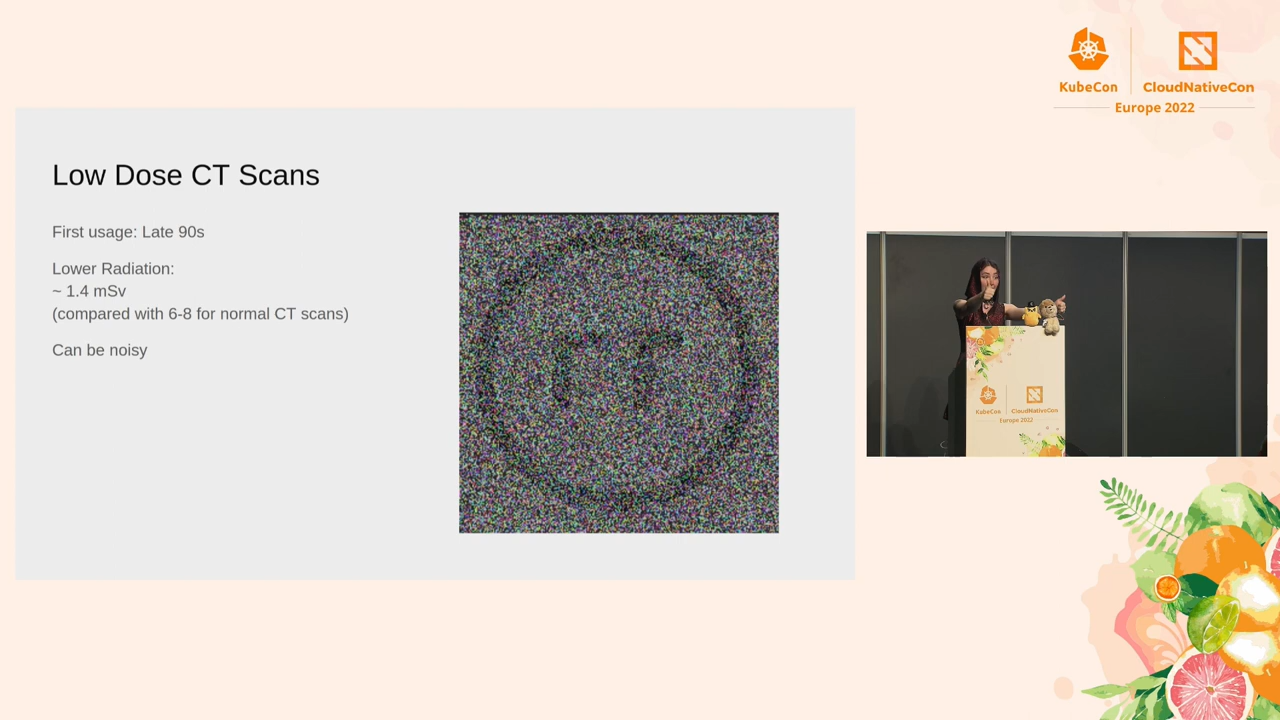 KubeCon
CloudNativeCon
Europe 2022
Low Dose CT Scans
First usage: Late 90s
Lower Radiation:
~ 1.4 mSv
(compared with 6-8 for normal CT scans)
Can be noisy
KubeCon
CloudNativeCon
Europe 2022